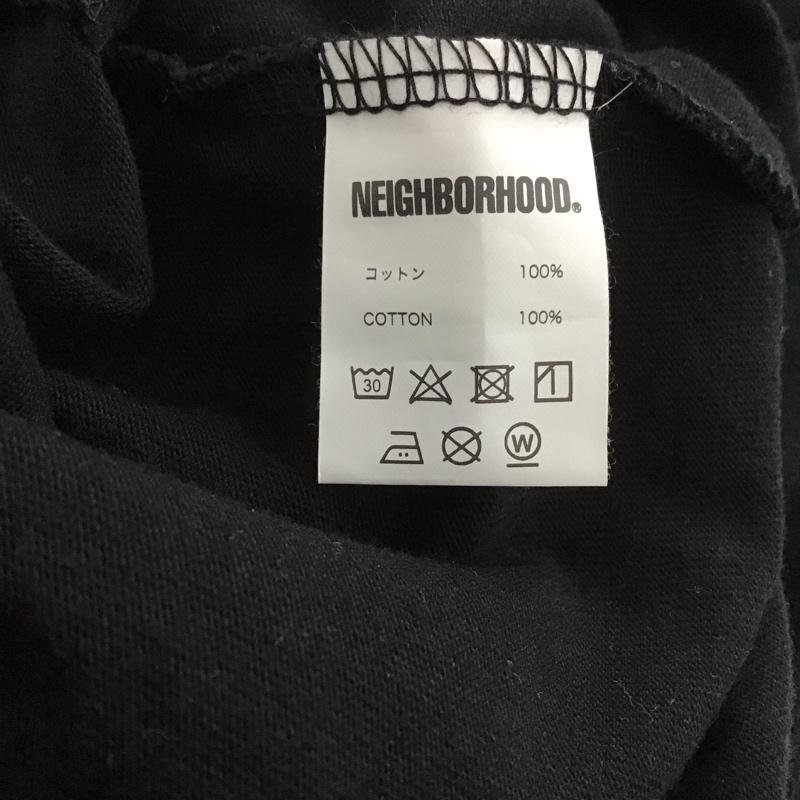 NEIGHBORHOOD®
コットン 100%
COTTON 100%
30
W